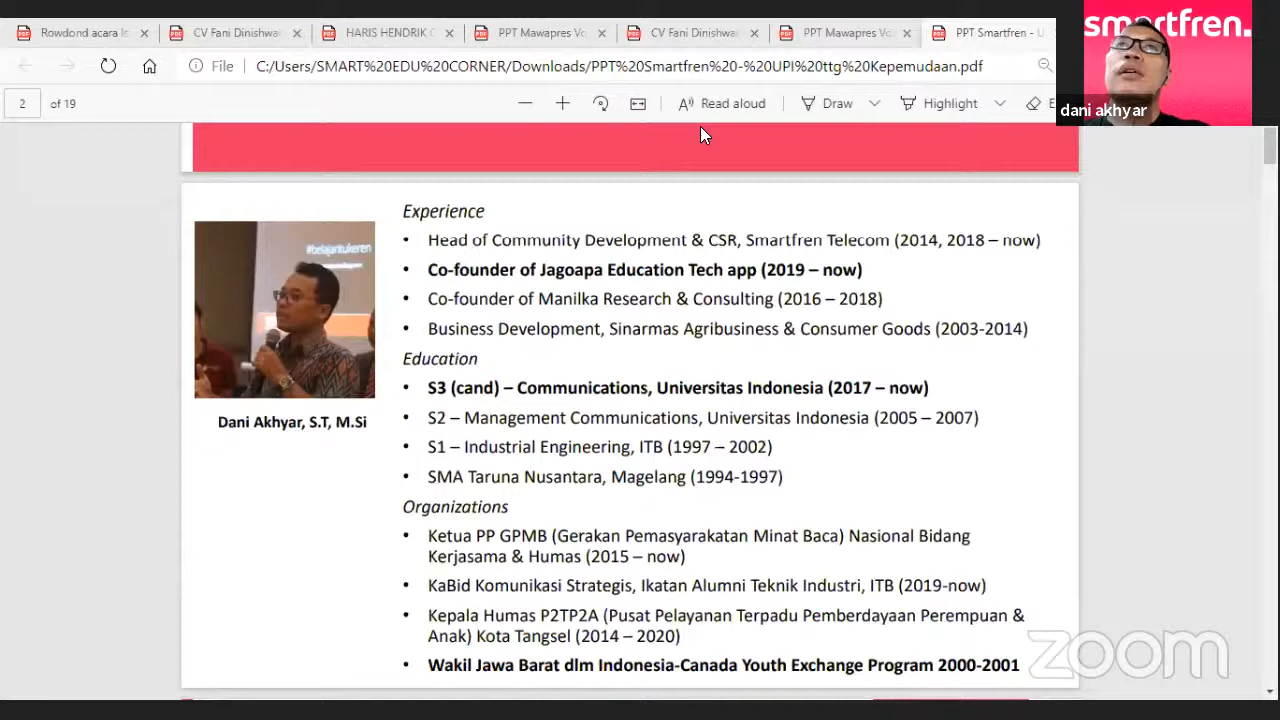 Rowdond acara Is
CV Fani Dinishwar
HARIS HENDRIK C
PPT Mawapres Vo
CV Fani Dinishwar
PPT Mawapres Vo
PPT Smartfren - U
smartfren.
File C:/Users/SMART%20EDU%20CORNER/Downloads/PPT%20Smartfren%20-%20UPI%20ttg%20Kepemudaan.pdf
2 of 19
Read aloud
Draw
Highlight
dani akhyar
#belajaritukeren
Dani Akhyar, S.T, M.Si
Experience
• Head of Community Development & CSR, Smartfren Telecom (2014, 2018 – now)
• Co-founder of Jagoapa Education Tech app (2019 – now)
• Co-founder of Manilka Research & Consulting (2016 – 2018)
• Business Development, Sinarmas Agribusiness & Consumer Goods (2003-2014)
Education
• S3 (cand) – Communications, Universitas Indonesia (2017 – now)
• S2 – Management Communications, Universitas Indonesia (2005 – 2007)
• S1 – Industrial Engineering, ITB (1997 – 2002)
• SMA Taruna Nusantara, Magelang (1994-1997)
Organizations
• Ketua PP GPMB (Gerakan Pemasyarakatan Minat Baca) Nasional Bidang
Kerjasama & Humas (2015 – now)
• KaBid Komunikasi Strategis, Ikatan Alumni Teknik Industri, ITB (2019-now)
• Kepala Humas P2TP2A (Pusat Pelayanan Terpadu Pemberdayaan Perempuan &
Anak) Kota Tangsel (2014 – 2020)
• Wakil Jawa Barat dlm Indonesia-Canada Youth Exchange Program 2000-2001
zoom